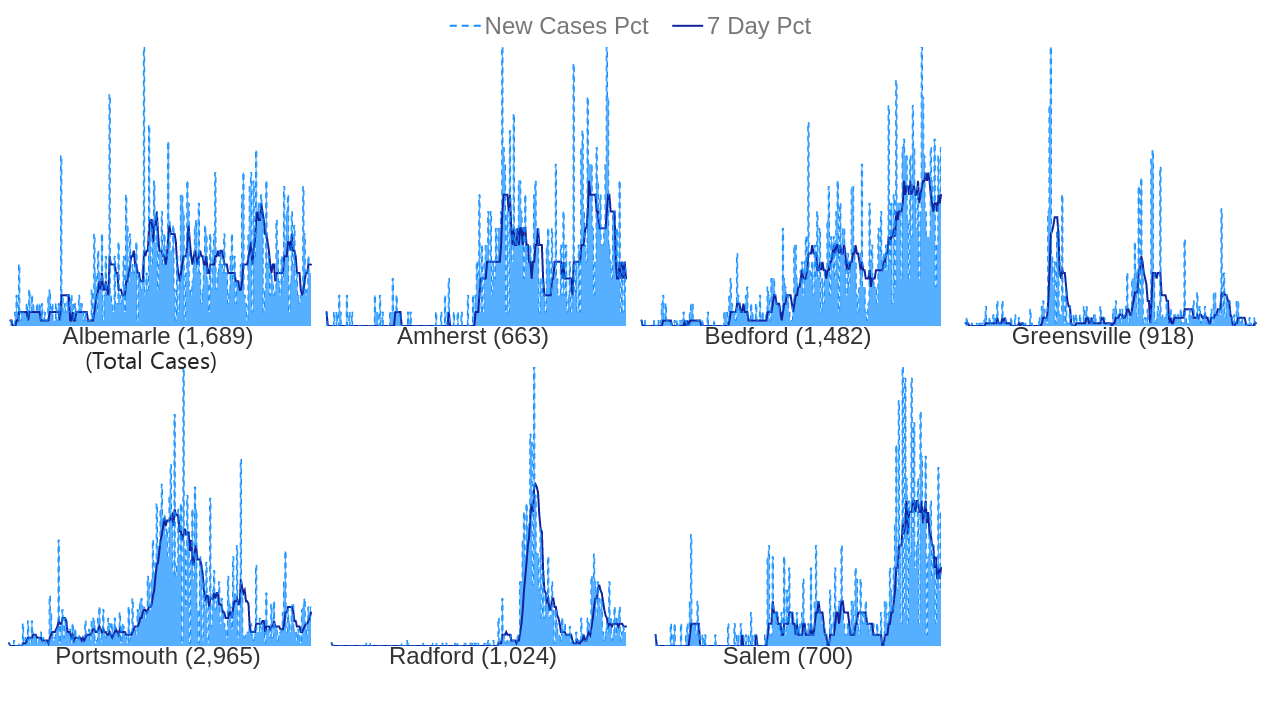 New Cases Pct 7 Day Pct
Albemarle (1,689) Amherst (663) Bedford (1,482) Greensville (918)
(Total Cases)
Portsmouth (2,965) Radford (1,024) Salem (700)